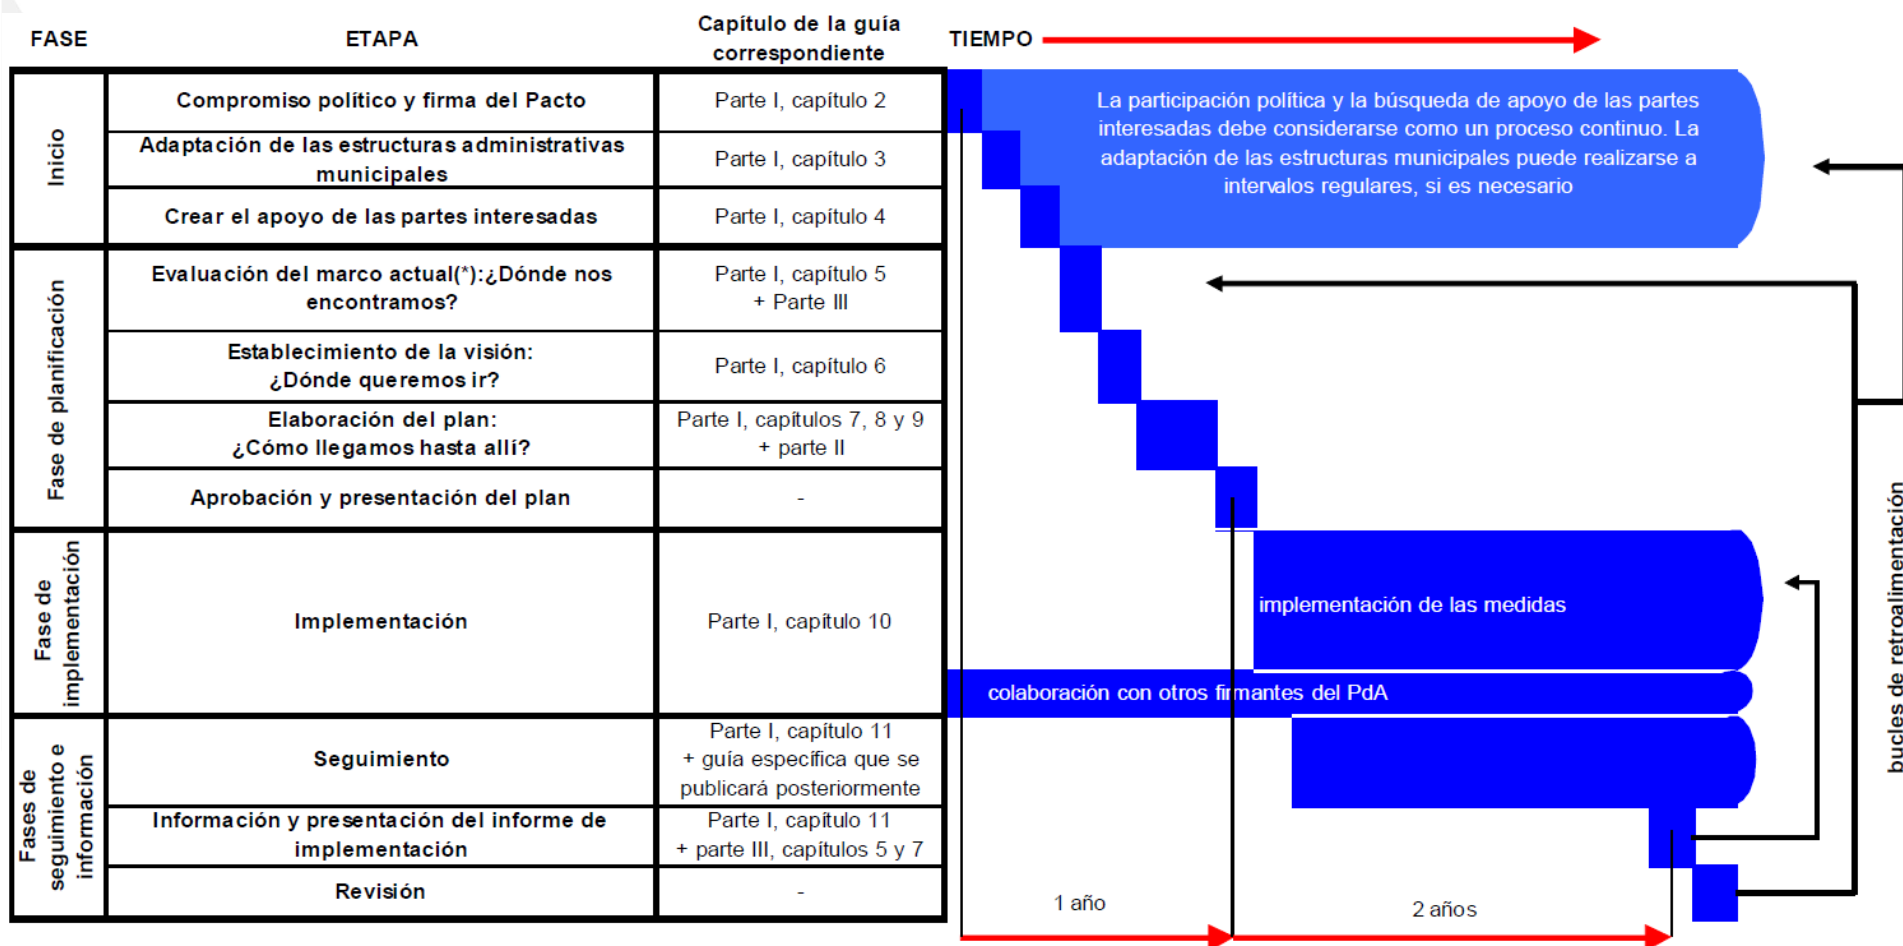 FASE
ETAPA
Capítulo de la guía
correspondiente
TIEMPO
Inicio
Compromiso político y firma del Pacto
Parte I, capítulo 2
Adaptación de las estructuras administrativas
municipales
Parte I, capítulo 3
Crear el apoyo de las partes interesadas
Parte I, capítulo 4
La participación política y la búsqueda de apoyo de las partes
interesadas debe considerarse como un proceso continuo. La
adaptación de las estructuras municipales puede realizarse a
intervalos regulares, si es necesario
Fase de planificación
Evaluación del marco actual(*):¿Dónde nos
encontramos?
Parte I, capítulo 5
+ Parte III
Establecimiento de la visión:
¿Dónde queremos ir?
Parte I, capítulo 6
Elaboración del plan:
¿Cómo llegamos hasta allí?
Parte I, capítulos 7, 8 y 9
+ parte II
Aprobación y presentación del plan
-
Fase de
implementación
Implementación
Parte I, capítulo 10
implementación de las medidas
colaboración con otros firmantes del PdA
Fases de
seguimiento e
información
Seguimiento
Parte I, capítulo 11
+ guía específica que se
publicará posteriormente
Información y presentación del informe de
implementación
Parte I, capítulo 11
+ parte III, capítulos 5 y 7
Revisión
-
1 año
2 años
bucles de retroalimentación